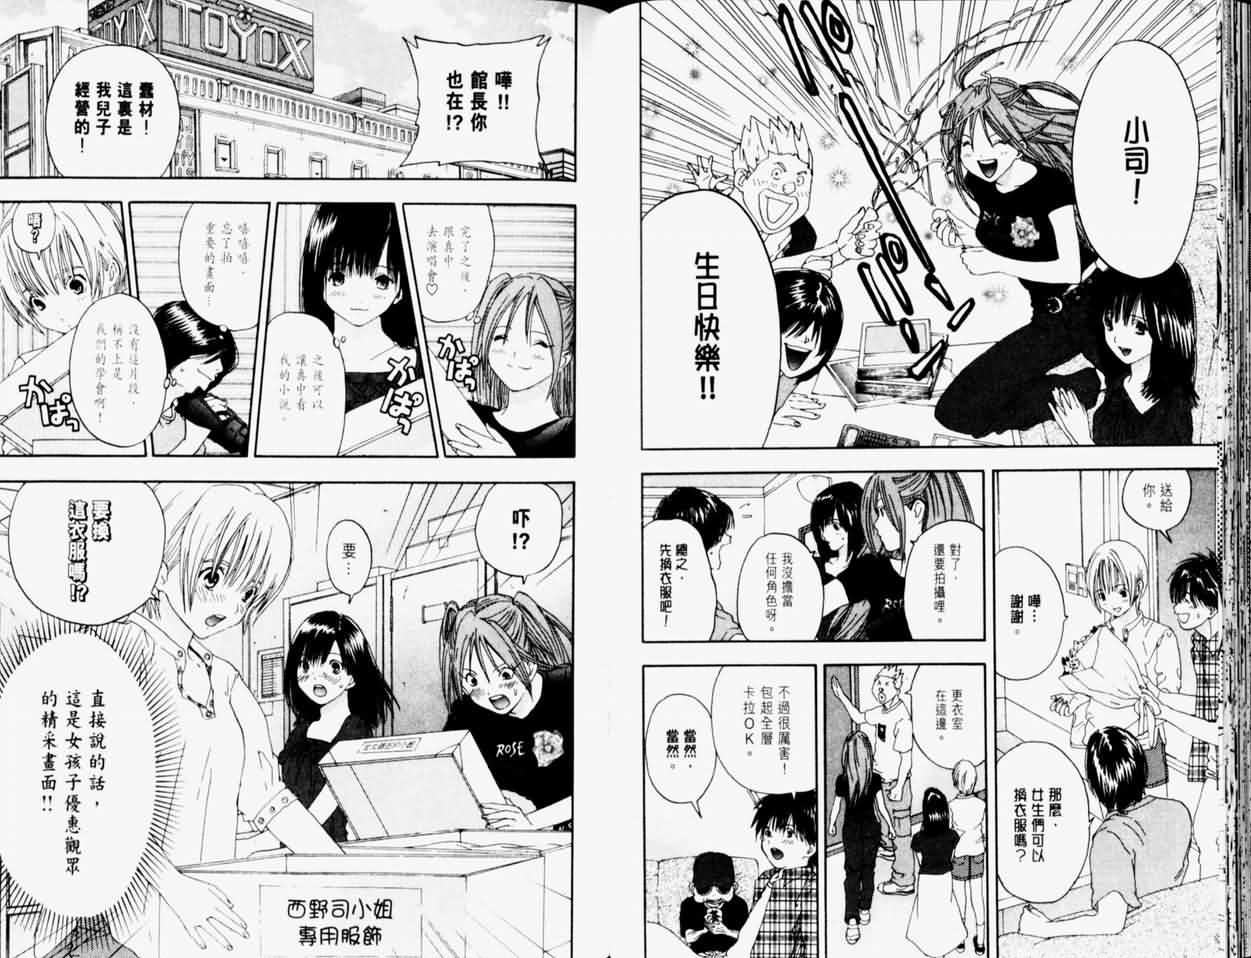 小司！
生日快樂!!
送給
你。
嘩…
謝謝。
那麼，
女生們可以
換衣服嗎？
對了，
還要拍攝哩。
我沒擔當
任何角色呀。
總之，
先換衣服吧！
更衣室
在這邊。
不過很厲害！
包起全層
卡拉OK。
當然，
當然。
TOYOX
嘩!!
館長你
也在!?
蠢材！
這裏是
我兒子
經營的！
完了之後，
跟真中
去演唱會♡
かぱっ
之後可以
讓真中看
我的小說。
かぱっ
嘻嘻嘻，
忘了拍
重要的畫面…
沒有這片段，
稱不上是
我們的學會啊！
唔？
かぱっ
吓!?
要…
要換
這衣服嗎!?
ROSE
直接說的話，
這是女孩子優惠觀眾
的精采畫面!!
西野司小姐
專用服飾